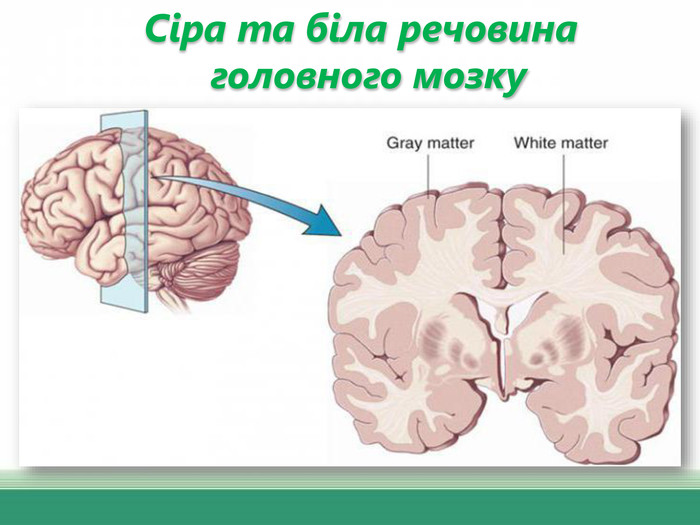 Сіра та біла речовина
головного мозку
Gray matter White matter